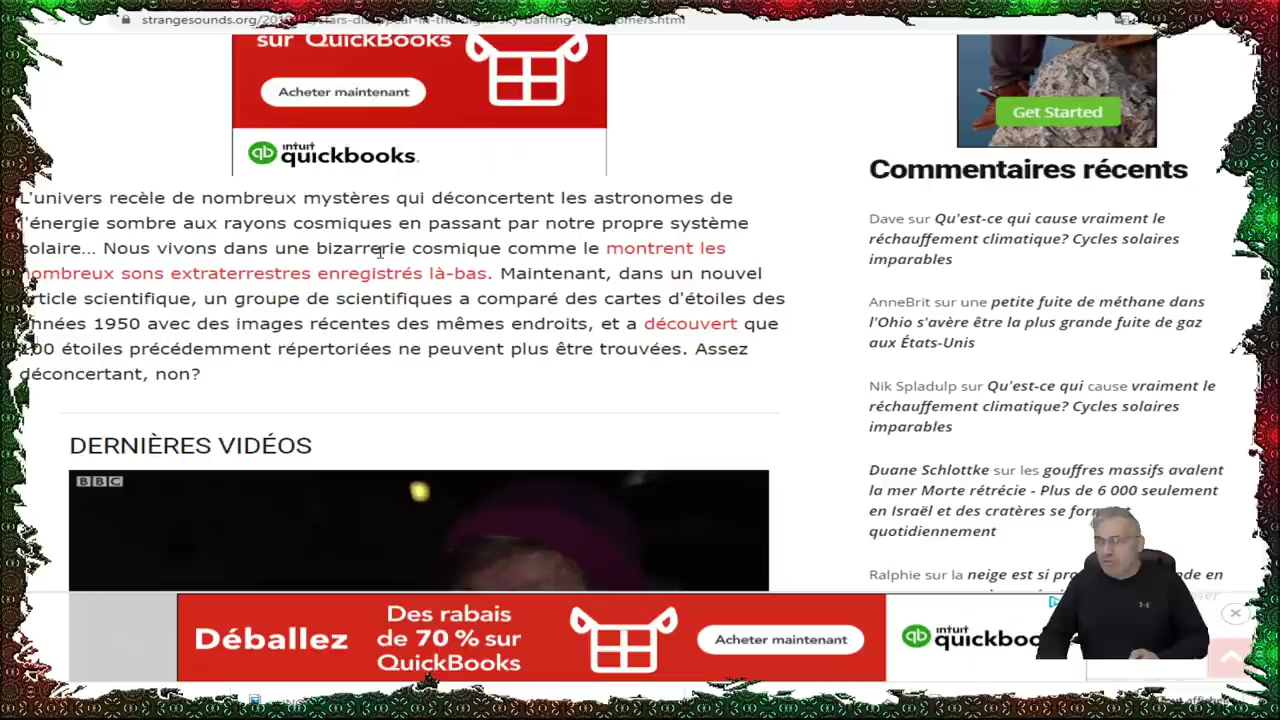 strangesounds.org/20
sur QuickBooks
Acheter maintenant
intuit
quickbooks.
Get Started
L'univers recèle de nombreux mystères qui déconcertent les astronomes de
l'énergie sombre aux rayons cosmiques en passant par notre propre système
solaire... Nous vivons dans une bizarrerie cosmique comme le montrent les
nombreux sons extraterrestres enregistrés là-bas. Maintenant, dans un nouvel
article scientifique, un groupe de scientifiques a comparé des cartes d'étoiles des
années 1950 avec des images récentes des mêmes endroits, et a découvert que
100 étoiles précédemment répertoriées ne peuvent plus être trouvées. Assez
déconcertant, non?
DERNIÈRES VIDÉOS
BBC
Commentaires récents
Dave sur Qu'est-ce qui cause vraiment le
réchauffement climatique? Cycles solaires
imparables
AnneBrit sur une petite fuite de méthane dans
l'Ohio s'avère être la plus grande fuite de gaz
aux États-Unis
Nik Spladulp sur Qu'est-ce qui cause vraiment le
réchauffement climatique? Cycles solaires
imparables
Duane Schlottke sur les gouffres massifs avalent
la mer Morte rétrécie - Plus de 6 000 seulement
en Israël et des cratères se forment
quotidiennement
Ralphie sur la neige est si en
Déballez
Des rabais
de 70 % sur
QuickBooks
Acheter maintenant
intuit